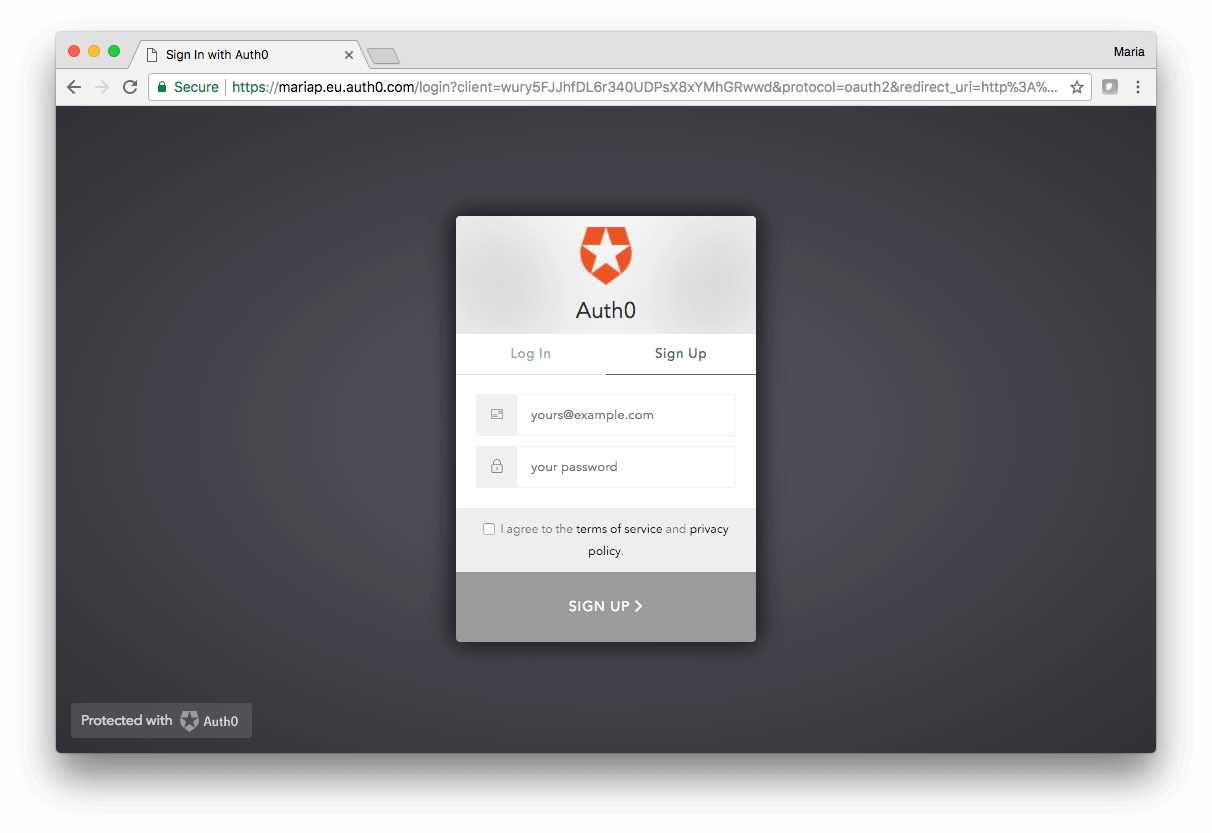 Sign In with Auth0
Maria
Secure https://mariap.eu.auth0.com/login?client=wury5FJJhfDL6r340UDPsX8xYMhGRwwd&protocol=oauth2&redirect_uri=http%3A%...
Auth0
Log In Sign Up
yours@example.com
your password
I agree to the terms of service and privacy
policy.
SIGN UP
Protected with Auth0